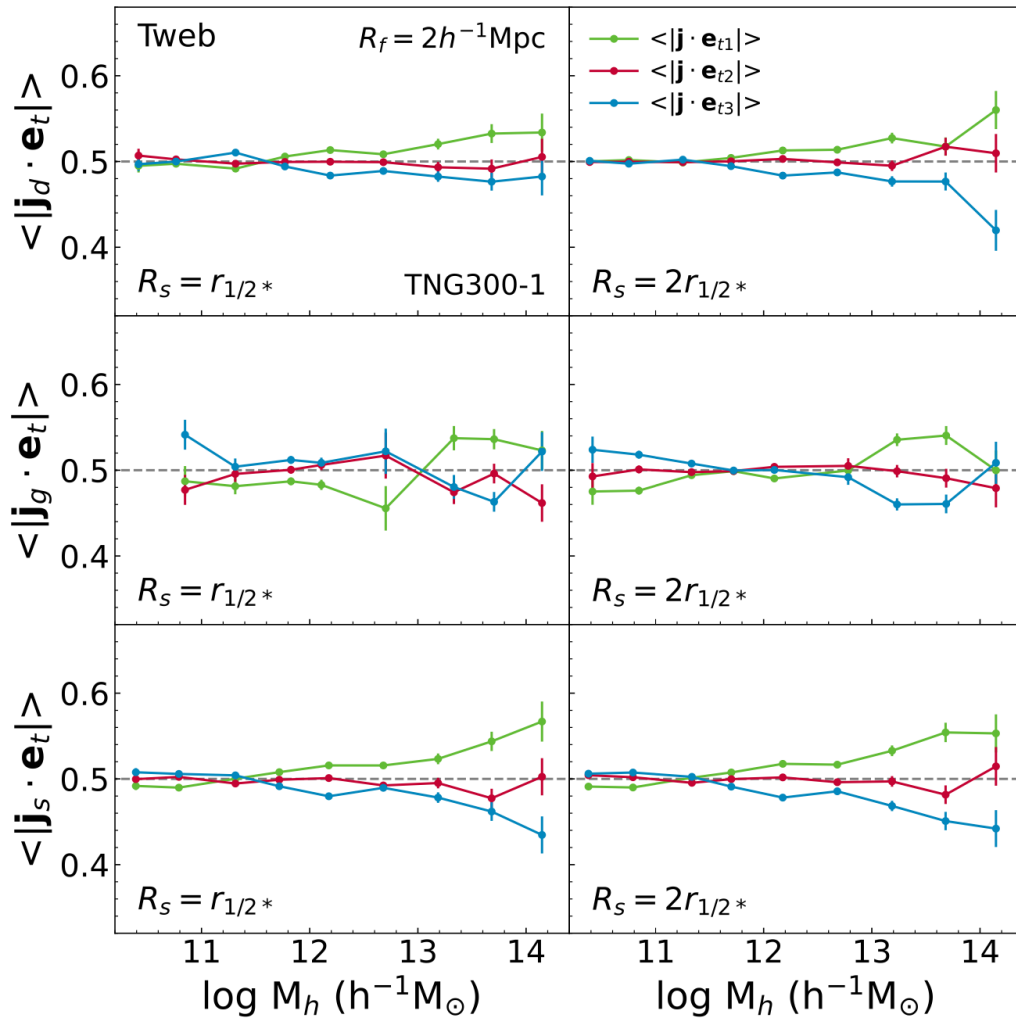 Tweb
R_f = 2h⁻¹Mpc
<|j · e_t1|>
<|j · e_t2|>
<|j · e_t3|>
0.6
0.5
0.4
<|j_d · e_t|>
R_s = r_1/2*
TNG300-1
R_s = 2r_1/2*
0.6
0.5
0.4
<|j_g · e_t|>
R_s = r_1/2*
R_s = 2r_1/2*
0.6
0.5
0.4
<|j_s · e_t|>
R_s = r_1/2*
R_s = 2r_1/2*
11 12 13 14
11 12 13 14
log M_h (h⁻¹M_⊙)
log M_h (h⁻¹M_⊙)